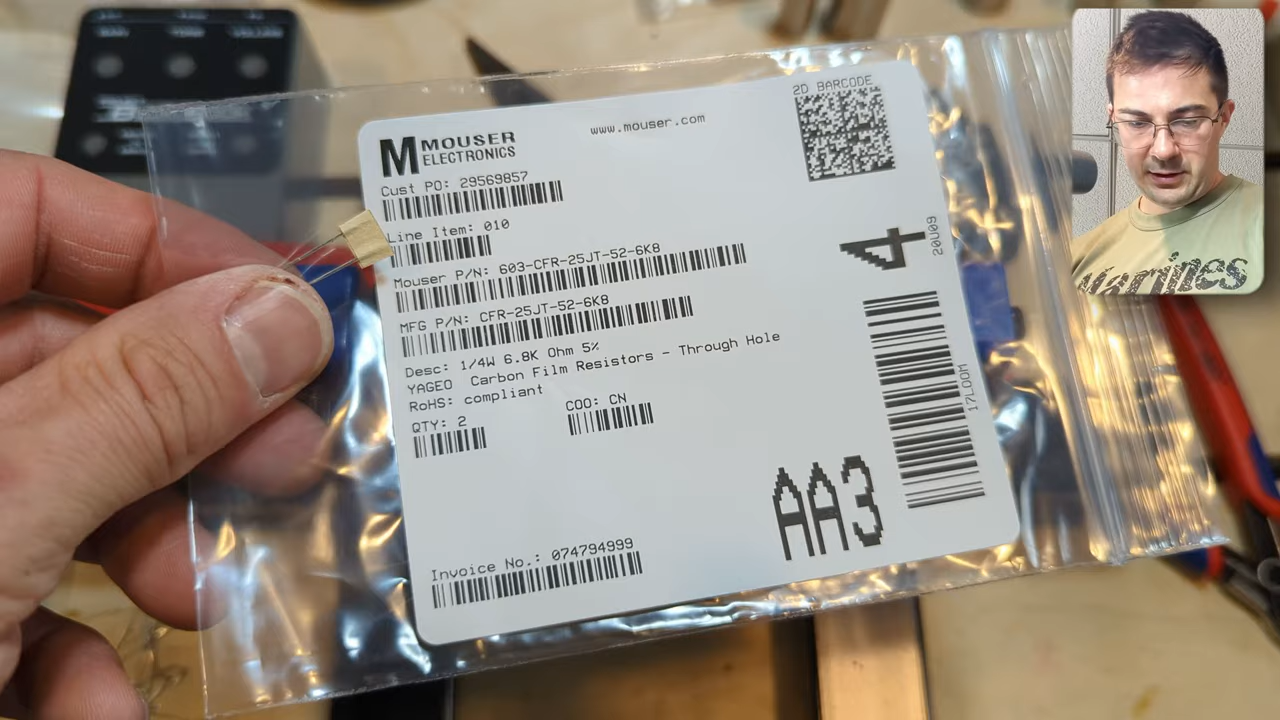 MOUSER
ELECTRONICS
www.mouser.com
2D BARCODE
Cust PO: 29569857
Line Item: 010
Mouser P/N: 603-CFR-25JT-52-6K8
MFG P/N: CFR-25JT-52-6K8
Desc: 1/4W 6.8K Ohm 5%
YAGEO Carbon Film Resistors - Through Hole
RoHS: compliant
QTY: 2
COO: CN
Invoice No.: 074794999
4
20U09
17LOOM
AA3
Marines